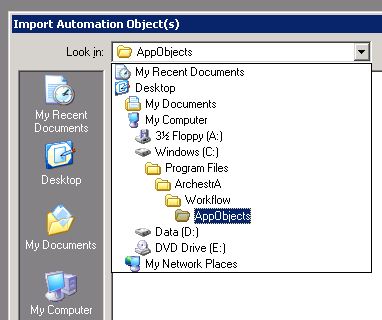 Import Automation Object(s)
Look in: AppObjects
My Recent Documents
Desktop
My Documents
My Computer
3½ Floppy (A:)
Windows (C:)
Program Files
ArchestrA
Workflow
AppObjects
Data (D:)
DVD Drive (E:)
My Network Places
My Recent
Documents
Desktop
My Documents
My Computer